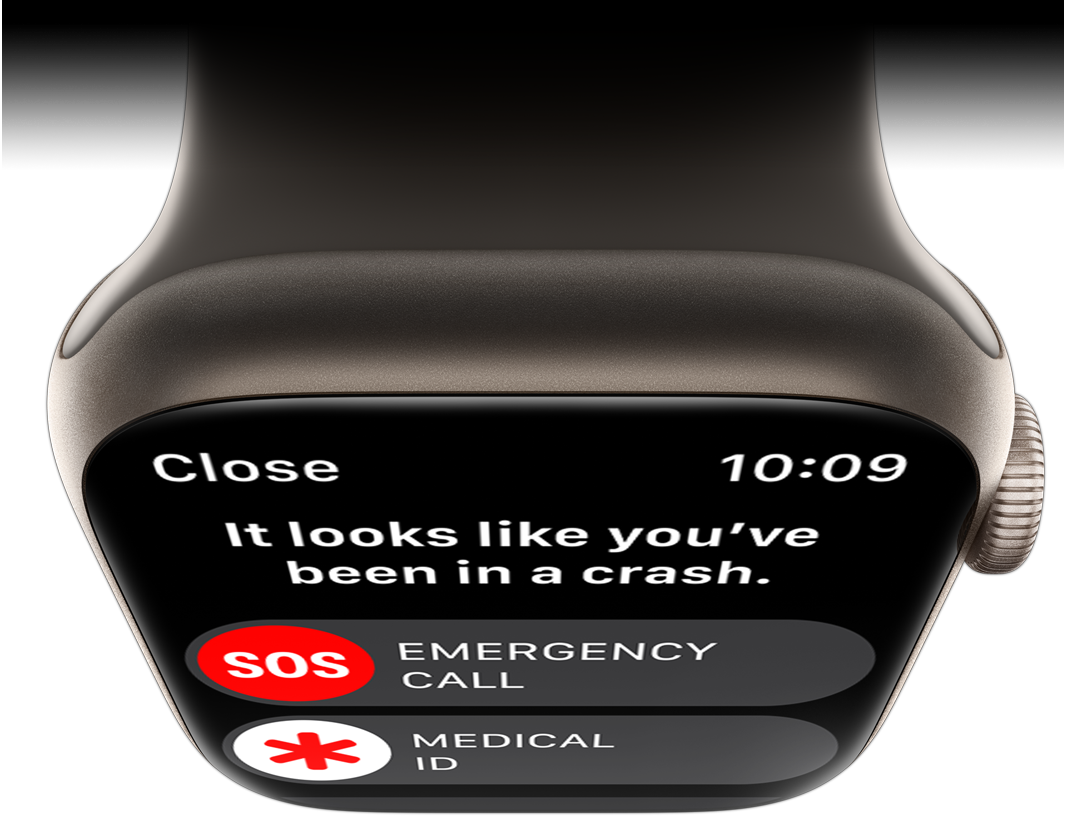 Close 10:09
It looks like you’ve
been in a crash.
SOS EMERGENCY
CALL
MEDICAL
ID